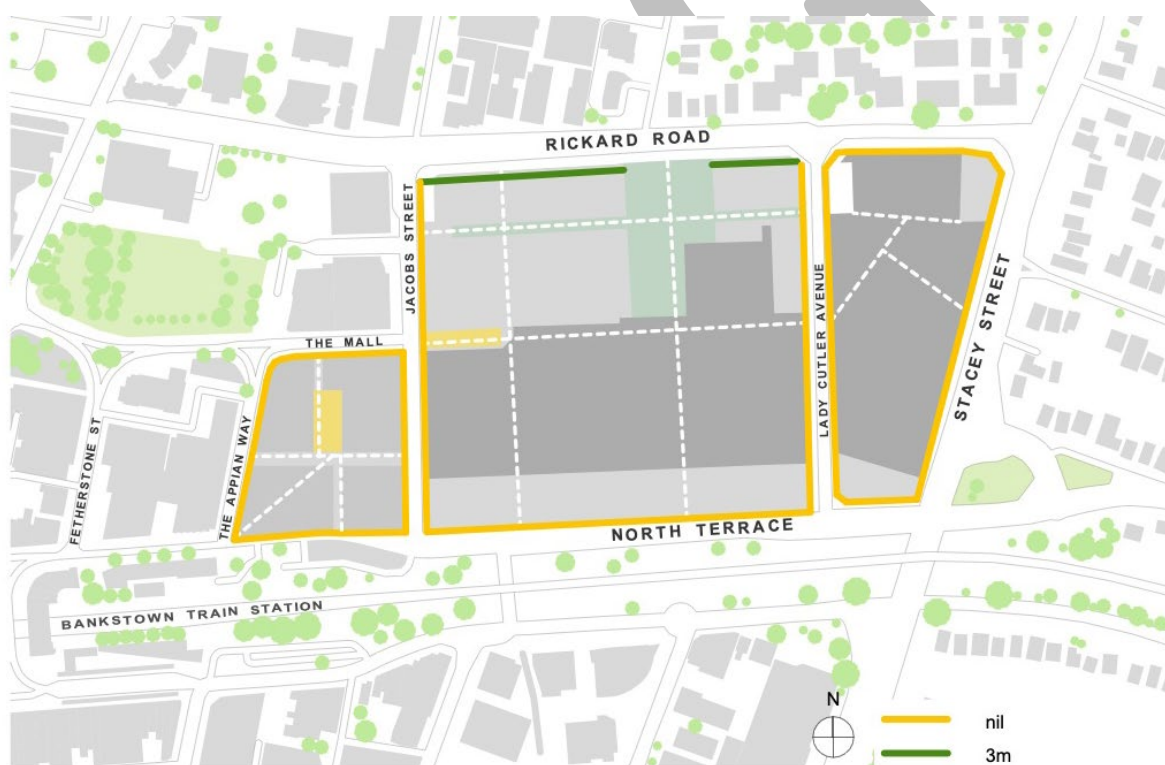 RICKARD ROAD
JACOBS STREET
LADY CUTLER AVENUE
STACEY STREET
THE MALL
THE APPIAN WAY
FETHERSTONE ST
NORTH TERRACE
BANKSTOWN TRAIN STATION
N
nil
3m